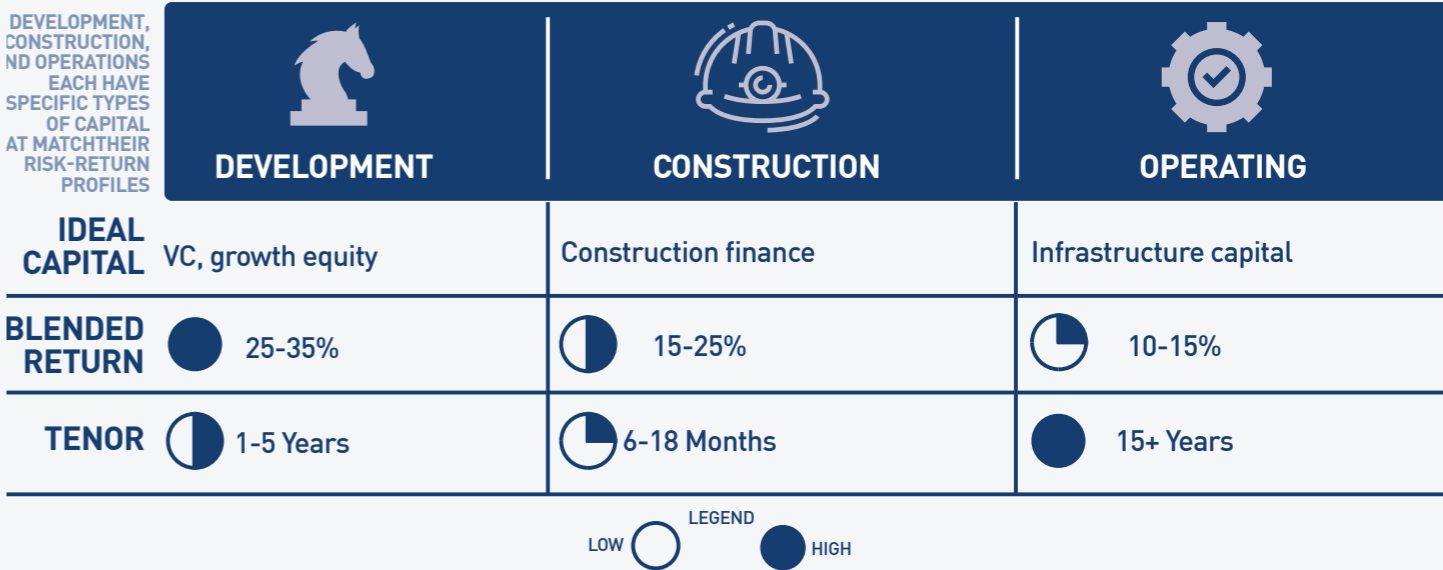 DEVELOPMENT,
CONSTRUCTION,
ND OPERATIONS
EACH HAVE
SPECIFIC TYPES
OF CAPITAL
AT MATCHTHEIR
RISK-RETURN
PROFILES
DEVELOPMENT
CONSTRUCTION
OPERATING
IDEAL
CAPITAL
VC, growth equity
Construction finance
Infrastructure capital
BLENDED
RETURN
25-35%
15-25%
10-15%
TENOR
1-5 Years
6-18 Months
15+ Years
LEGEND
LOW
HIGH